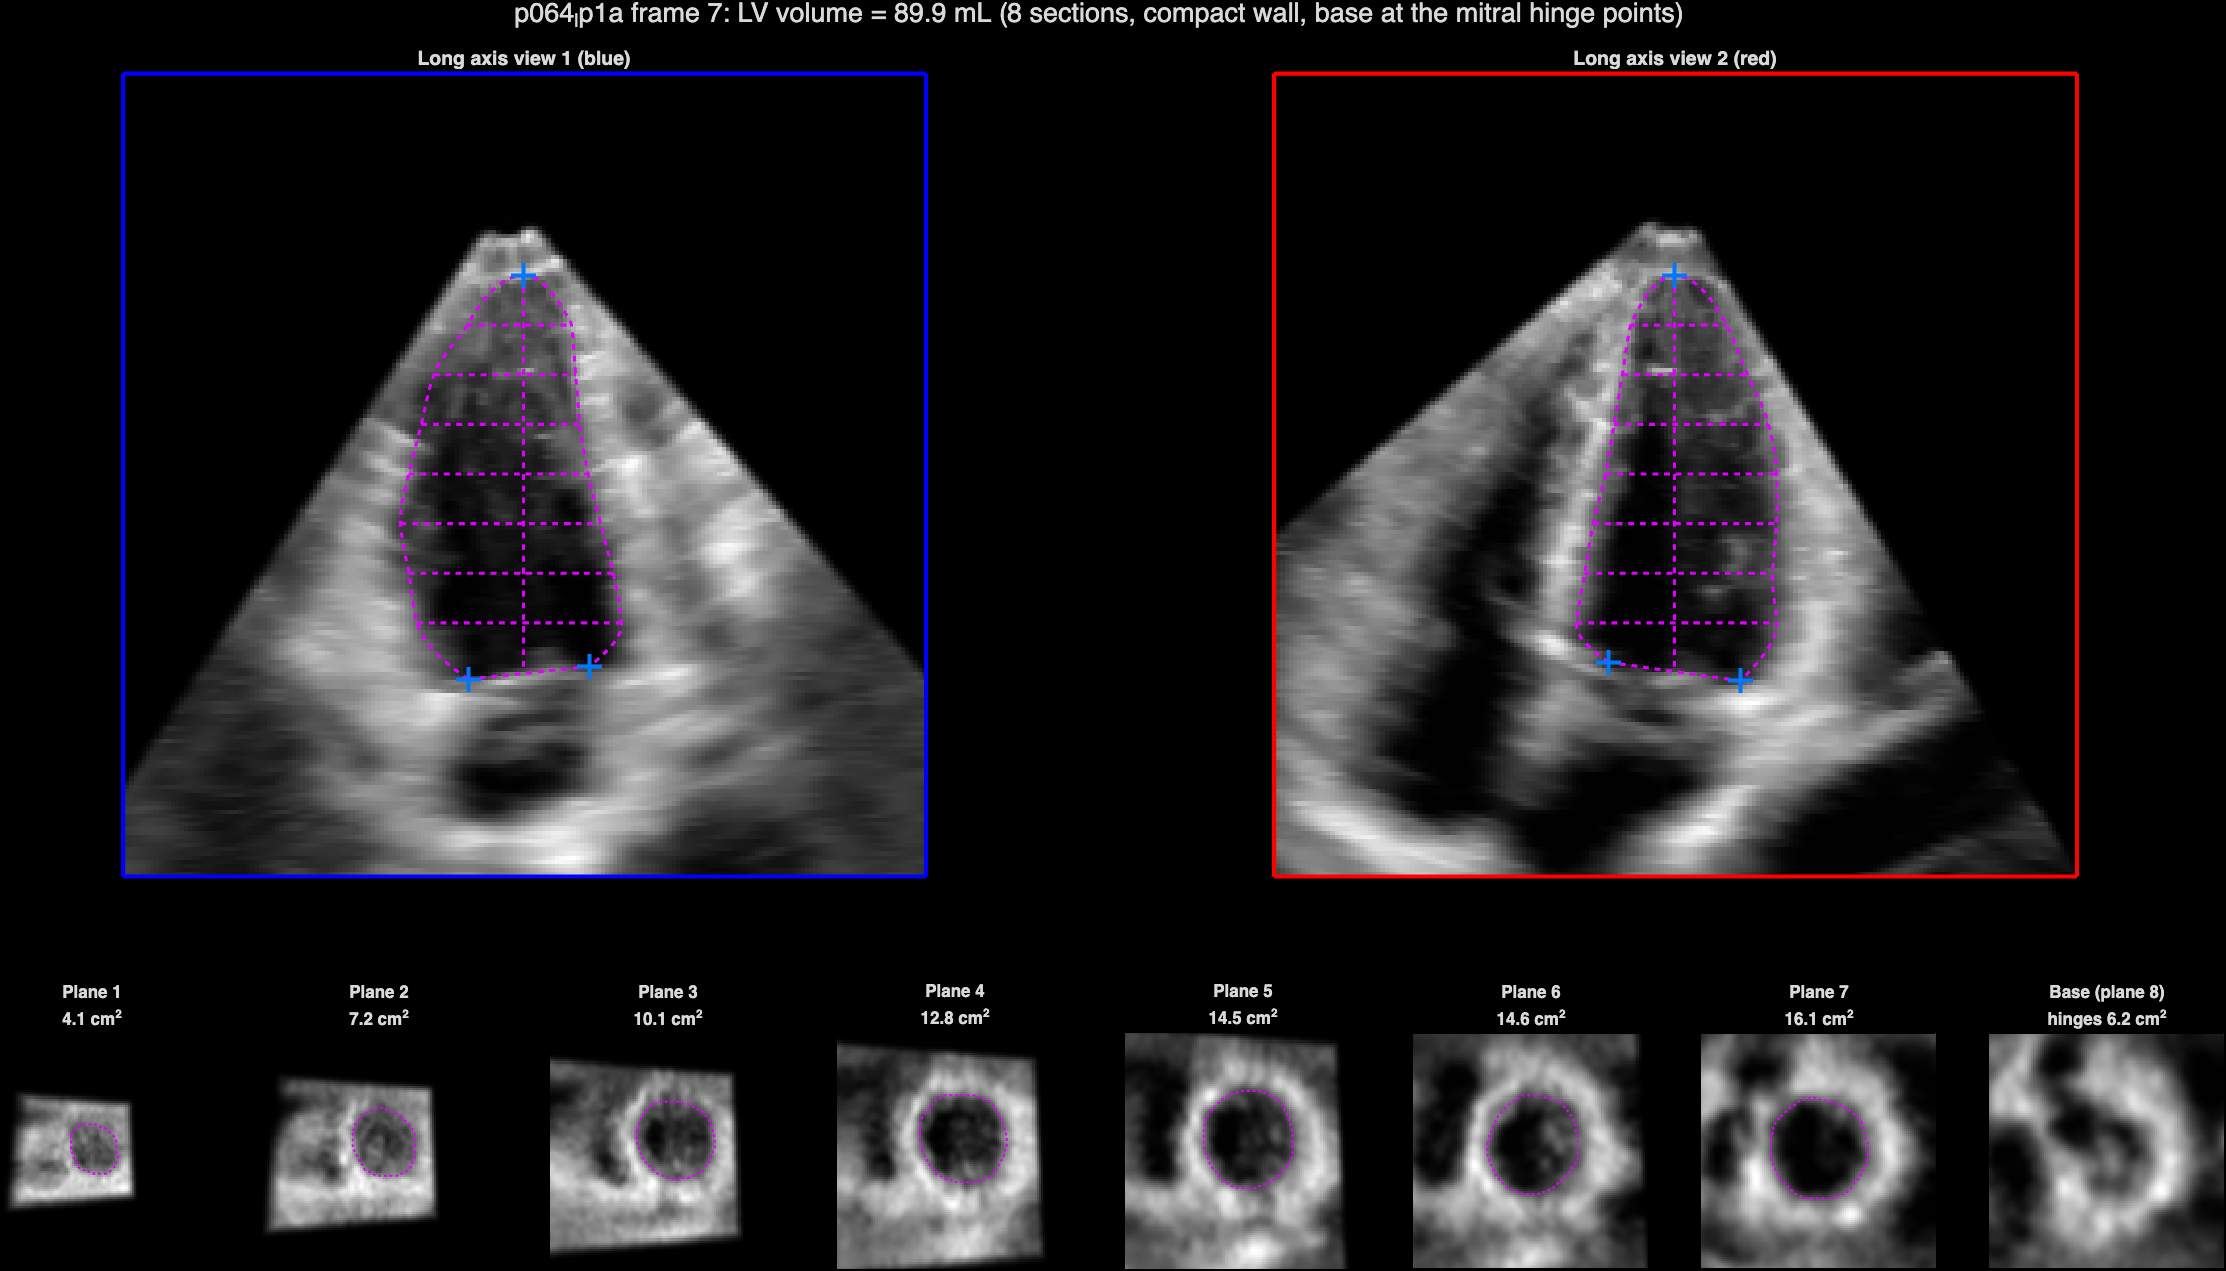 p064ₗp1a frame 7: LV volume = 89.9 mL (8 sections, compact wall, base at the mitral hinge points)
Long axis view 1 (blue)
Long axis view 2 (red)
Plane 1
4.1 cm²
Plane 2
7.2 cm²
Plane 3
10.1 cm²
Plane 4
12.8 cm²
Plane 5
14.5 cm²
Plane 6
14.6 cm²
Plane 7
16.1 cm²
Base (plane 8)
hinges 6.2 cm²